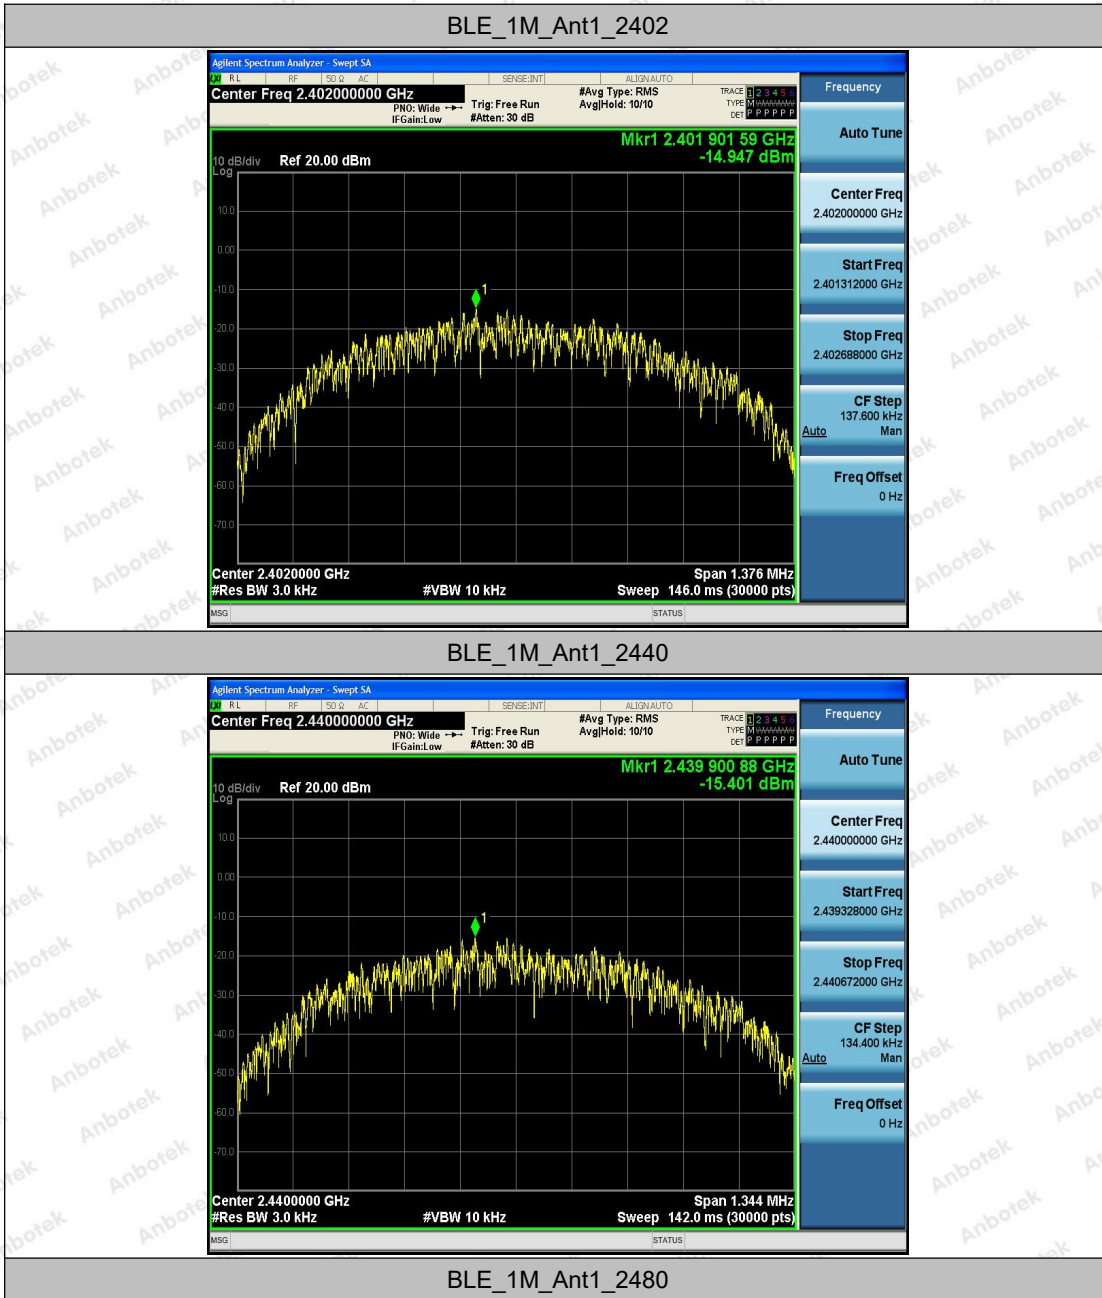 BLE_1M_Ant1_2402
Agilent Spectrum Analyzer - Swept SA
LXI RL RF 50 Ω AC SENSE:INT ALIGNAUTO
Center Freq 2.402000000 GHz
PNO: Wide
IFGain:Low
Trig: Free Run
#Atten: 30 dB
#Avg Type: RMS
Avg|Hold: 10/10
TRACE 1 2 3 4 5 6
TYPE M
DET P P P P P P
Mkr1 2.401 901 59 GHz
-14.947 dBm
10 dB/div Ref 20.00 dBm
Log
10.0
0.00
-10.0
-20.0
-30.0
-40.0
-50.0
-60.0
-70.0
1
Center 2.4020000 GHz Span 1.376 MHz
#Res BW 3.0 kHz #VBW 10 kHz Sweep 146.0 ms (30000 pts)
MSG STATUS
Frequency
Auto Tune
Center Freq
2.402000000 GHz
Start Freq
2.401312000 GHz
Stop Freq
2.402688000 GHz
CF Step
137.600 kHz
Auto Man
Freq Offset
0 Hz
BLE_1M_Ant1_2440
Agilent Spectrum Analyzer - Swept SA
LXI RL RF 50 Ω AC SENSE:INT ALIGNAUTO
Center Freq 2.440000000 GHz
PNO: Wide
IFGain:Low
Trig: Free Run
#Atten: 30 dB
#Avg Type: RMS
Avg|Hold: 10/10
TRACE 1 2 3 4 5 6
TYPE M
DET P P P P P P
Mkr1 2.439 900 88 GHz
-15.401 dBm
10 dB/div Ref 20.00 dBm
Log
10.0
0.00
-10.0
-20.0
-30.0
-40.0
-50.0
-60.0
-70.0
1
Center 2.4400000 GHz Span 1.344 MHz
#Res BW 3.0 kHz #VBW 10 kHz Sweep 142.0 ms (30000 pts)
MSG STATUS
Frequency
Auto Tune
Center Freq
2.440000000 GHz
Start Freq
2.439328000 GHz
Stop Freq
2.440672000 GHz
CF Step
134.400 kHz
Auto Man
Freq Offset
0 Hz
BLE_1M_Ant1_2480
Anbotek